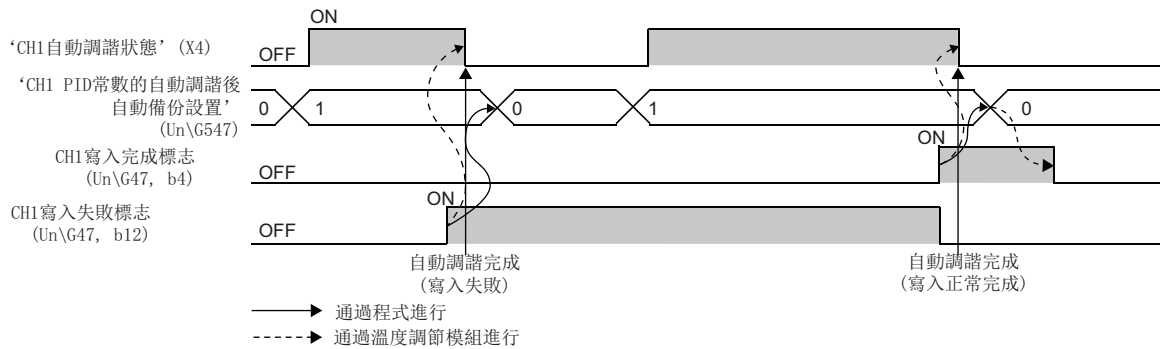 ON
‘CH1自動調諧狀態’(X4)
OFF
‘CH1 PID常數的自動調諧後
自動備份設置’
(Un\G547)
0 1 0 1 0
CH1寫入完成標志
(Un\G47, b4)
ON
OFF
CH1寫入失敗標志
(Un\G47, b12)
ON
OFF
自動調諧完成
(寫入失敗)
自動調諧完成
(寫入正常完成)
通過程式進行
通過溫度調節模組進行